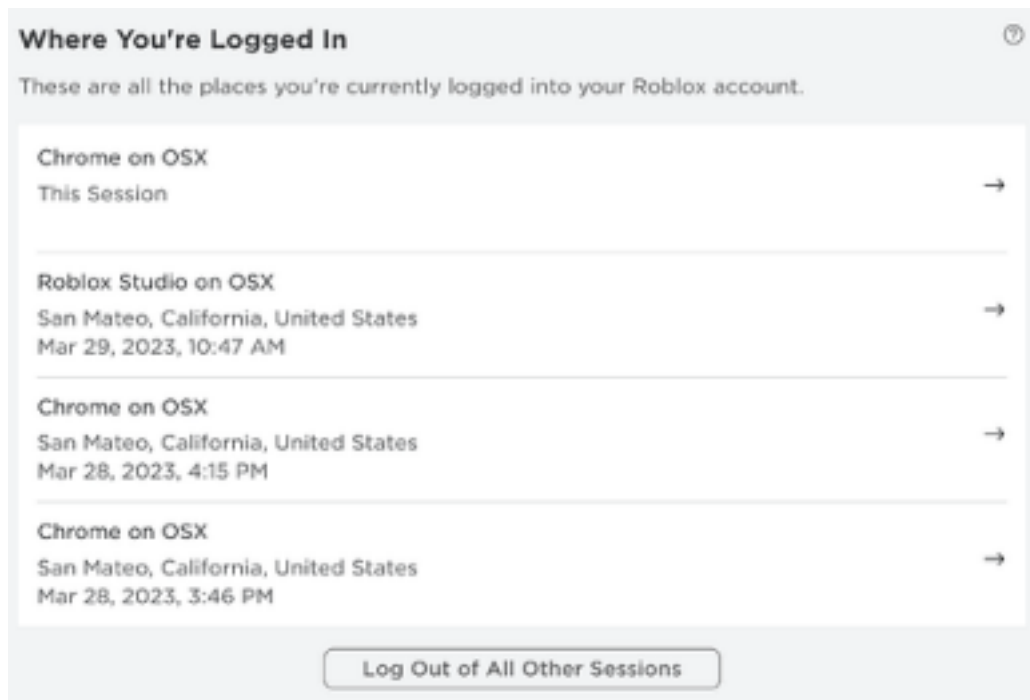 Where You're Logged In
These are all the places you're currently logged into your Roblox account.
Chrome on OSX
This Session
Roblox Studio on OSX
San Mateo, California, United States
Mar 29, 2023, 10:47 AM
Chrome on OSX
San Mateo, California, United States
Mar 28, 2023, 4:15 PM
Chrome on OSX
San Mateo, California, United States
Mar 28, 2023, 3:46 PM
Log Out of All Other Sessions